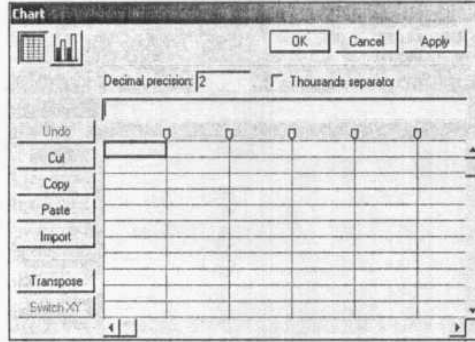 Chart
OK Cancel Apply
Decimal precision: 2 Thousands separator
Undo
Cut
Copy
Paste
Import
Transpose
Switch XY